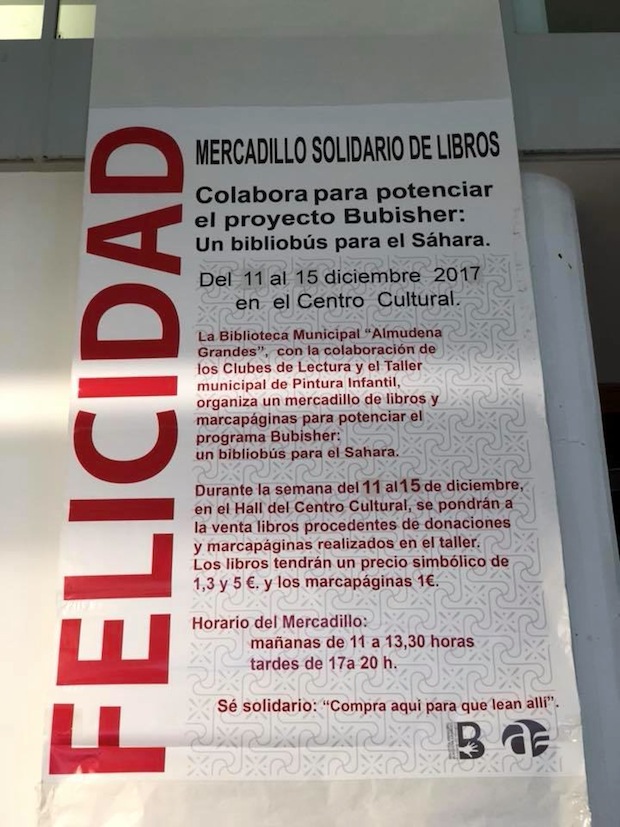 FELICIDAD
MERCADILLO SOLIDARIO DE LIBROS
Colabora para potenciar
el proyecto Bubisher:
Un bibliobús para el Sáhara.
Del 11 al 15 diciembre 2017
en el Centro Cultural.
La Biblioteca Municipal “Almudena
Grandes”, con la colaboración de
los Clubes de Lectura y el Taller
municipal de Pintura Infantil,
organiza un mercadillo de libros y
marcapáginas para potenciar el
programa Bubisher:
un bibliobús para el Sahara.
Durante la semana del 11 al 15 de diciembre,
en el Hall del Centro Cultural, se pondrán a
la venta libros procedentes de donaciones
y marcapáginas realizados en el taller.
Los libros tendrán un precio simbólico de
1,3 y 5 €. y los marcapáginas 1€.
Horario del Mercadillo:
mañanas de 11 a 13,30 horas
tardes de 17a 20 h.
Sé solidario: “Compra aquí para que lean allí”.
B